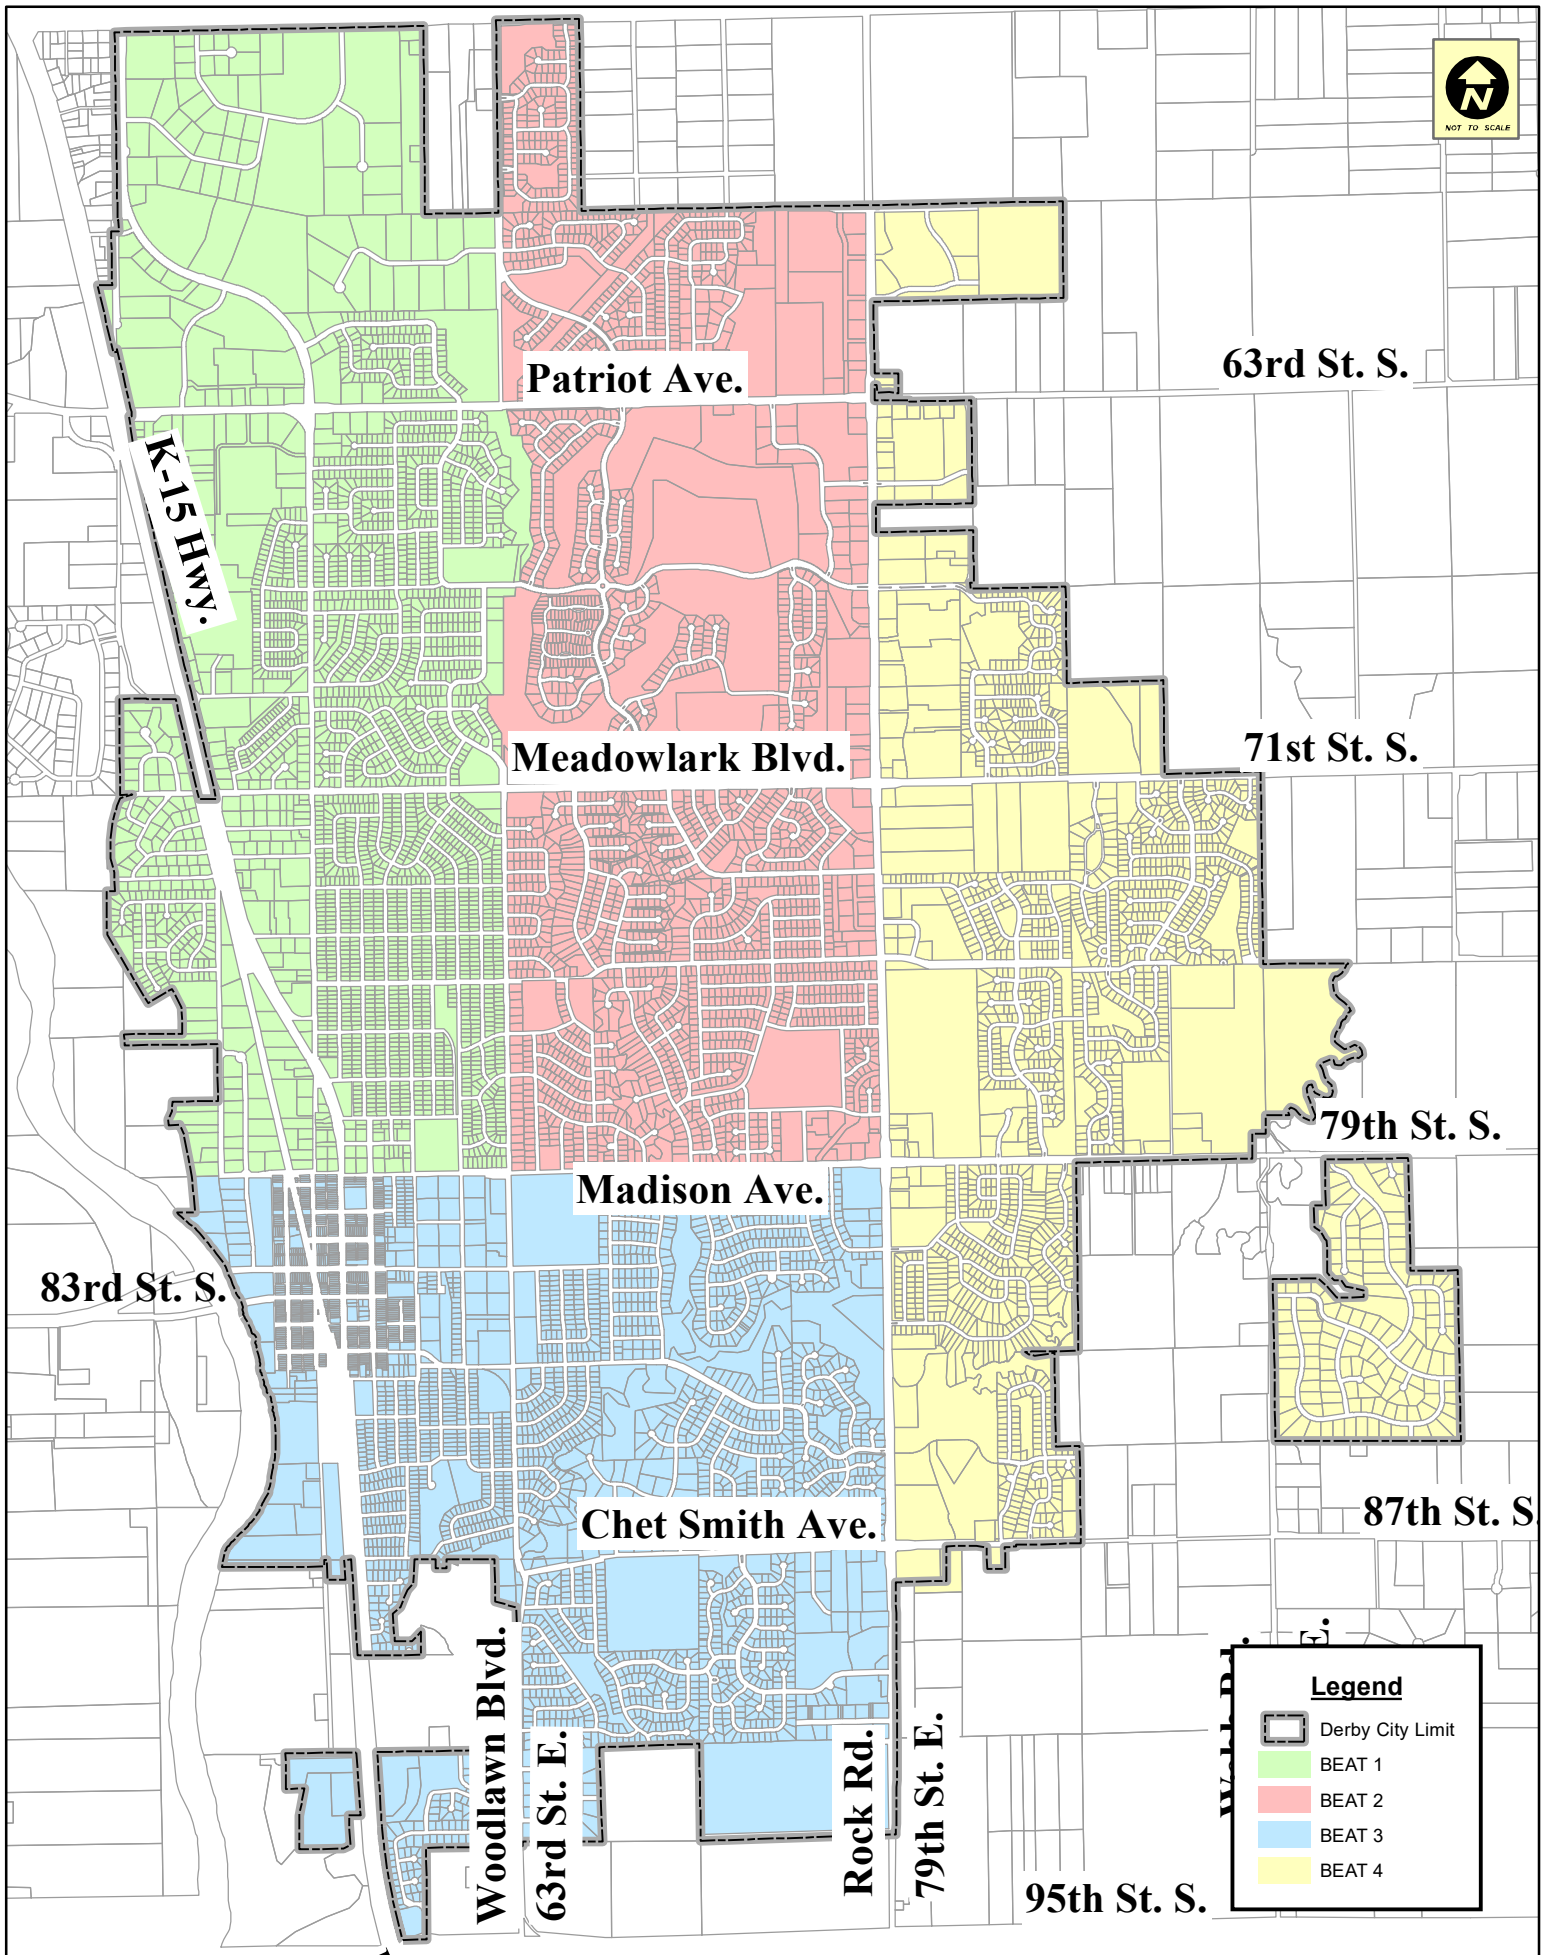 N
NOT TO SCALE
63rd St. S.
Patriot Ave.
K-15 Hwy.
71st St. S.
Meadowlark Blvd.
79th St. S.
Madison Ave.
83rd St. S.
87th St. S.
Chet Smith Ave.
Woodlawn Blvd.
63rd St. E.
Rock Rd.
79th St. E.
95th St. S.
Legend
Derby City Limit
BEAT 1
BEAT 2
BEAT 3
BEAT 4